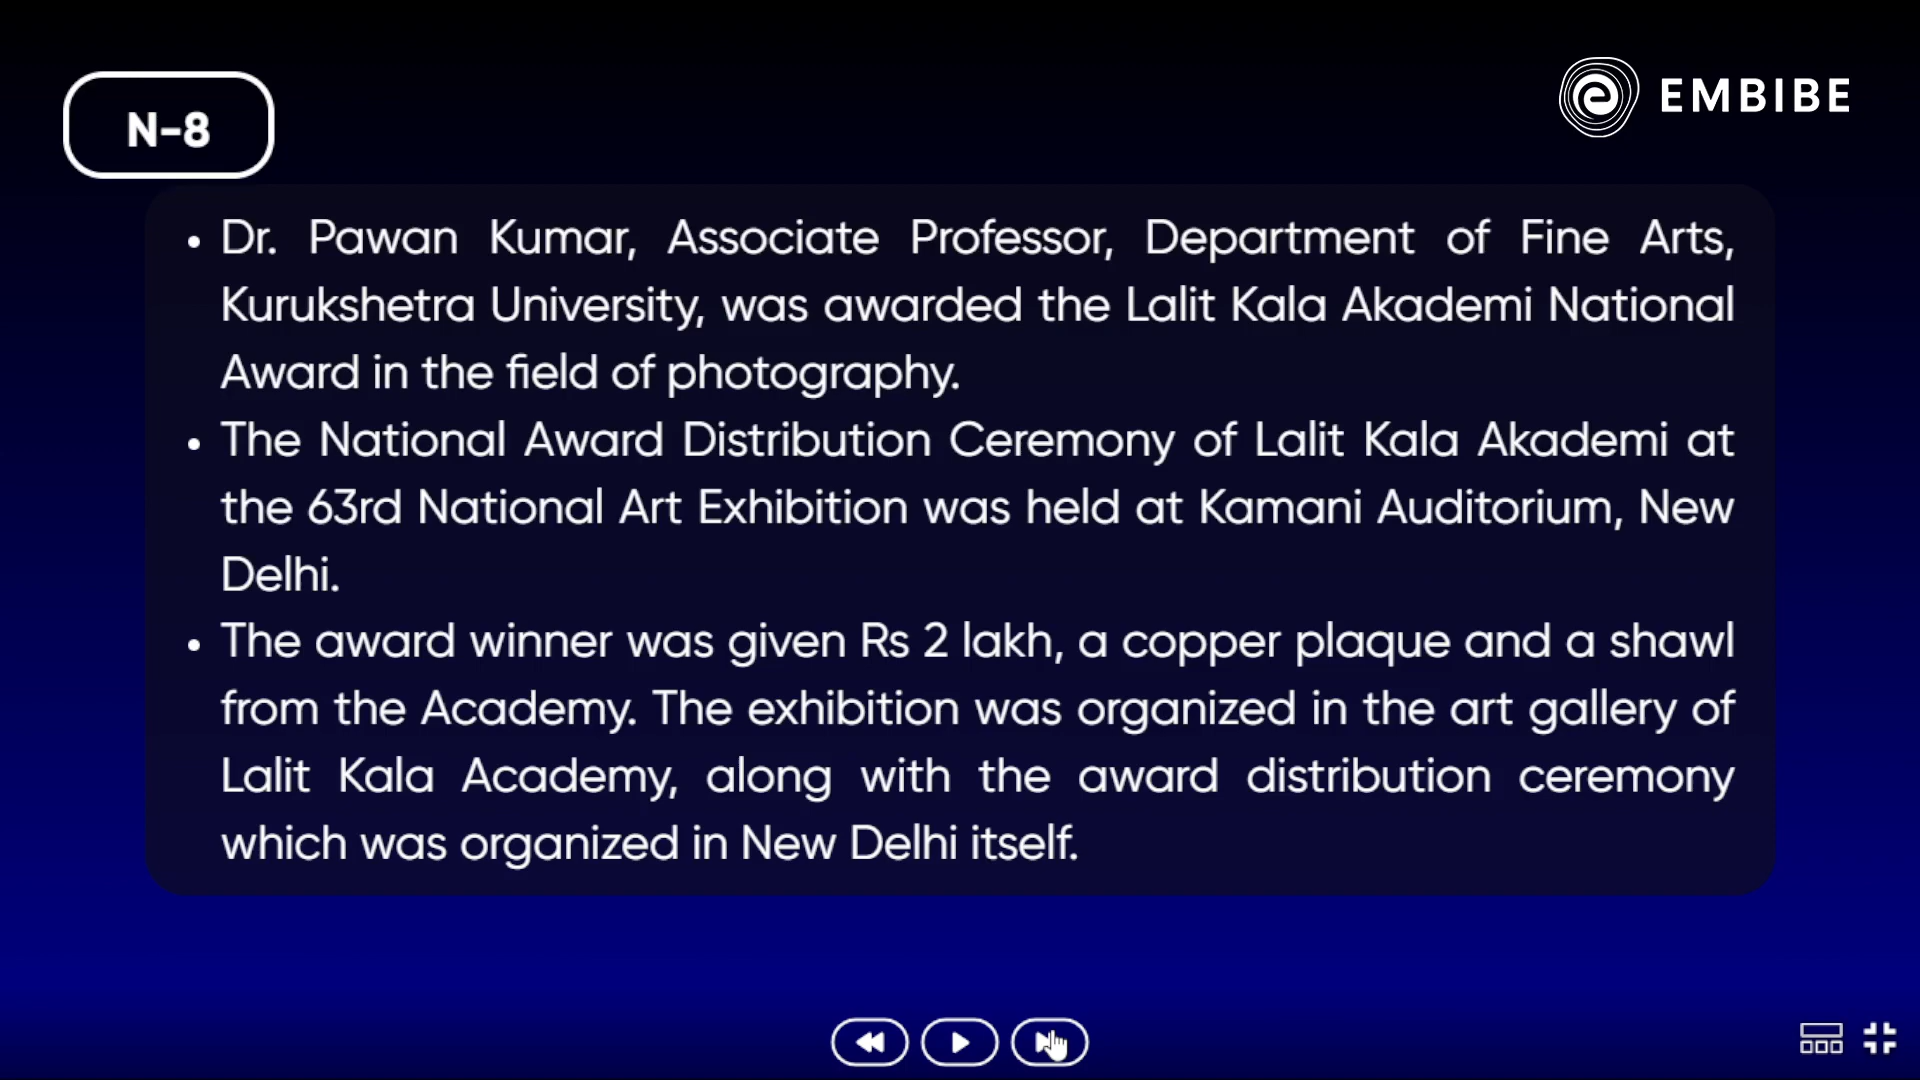 N-8
EMBIBE
• Dr. Pawan Kumar, Associate Professor, Department of Fine Arts,
Kurukshetra University, was awarded the Lalit Kala Akademi National
Award in the field of photography.
• The National Award Distribution Ceremony of Lalit Kala Akademi at
the 63rd National Art Exhibition was held at Kamani Auditorium, New
Delhi.
• The award winner was given Rs 2 lakh, a copper plaque and a shawl
from the Academy. The exhibition was organized in the art gallery of
Lalit Kala Academy, along with the award distribution ceremony
which was organized in New Delhi itself.